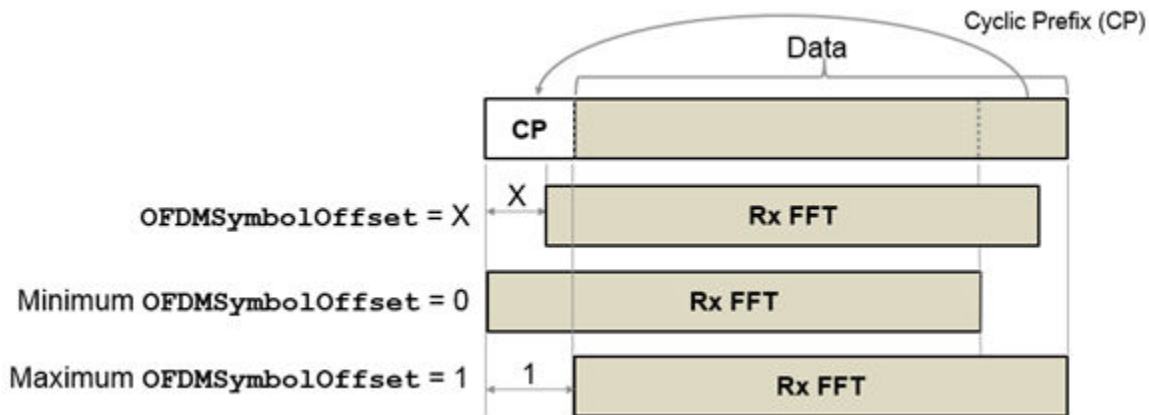 Cyclic Prefix (CP)
Data
CP
X
OFDMSymbolOffset = X
Rx FFT
Minimum OFDMSymbolOffset = 0
Rx FFT
Maximum OFDMSymbolOffset = 1
1
Rx FFT